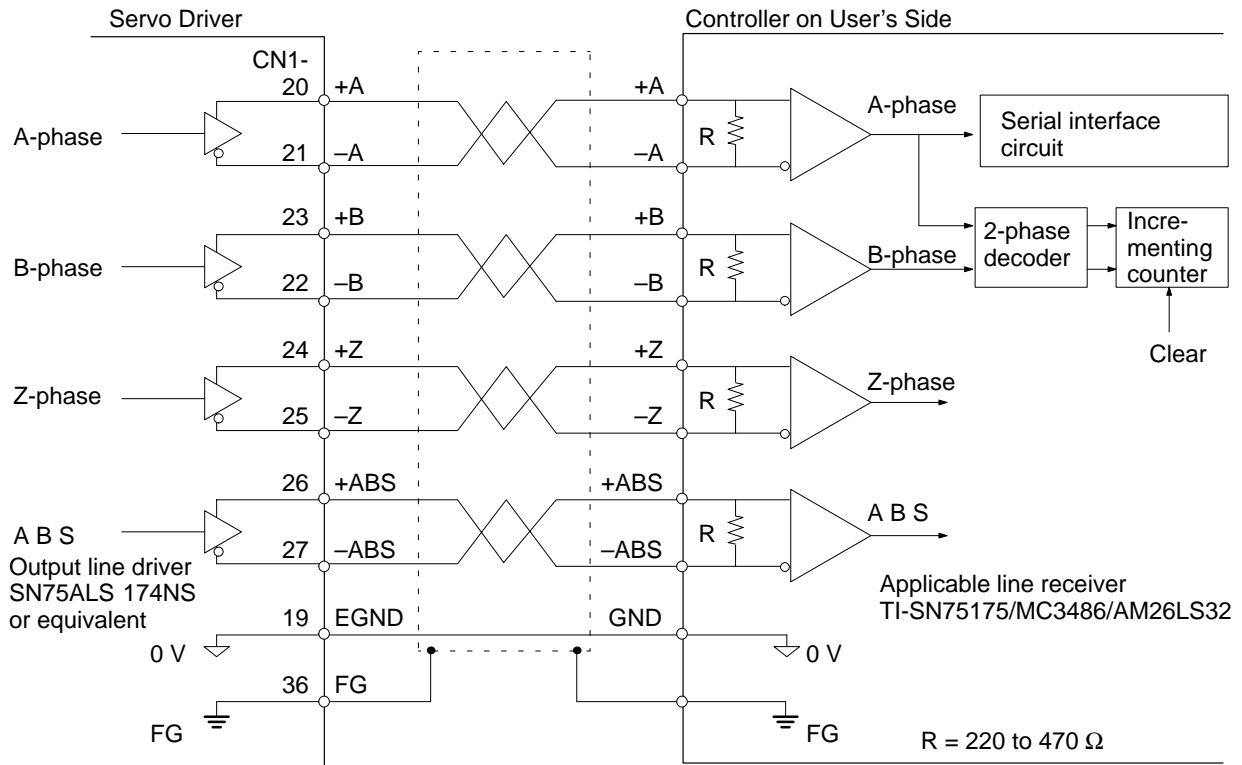 Servo Driver
Controller on User's Side
CN1-
20 +A +A
A-phase
R
A-phase
Serial interface
circuit
21 –A –A
23 +B +B
B-phase
R
B-phase
2-phase
decoder
Incre-
menting
counter
22 –B –B
Clear
24 +Z +Z
Z-phase
R
Z-phase
25 –Z –Z
26 +ABS +ABS
A B S
R
A B S
27 –ABS –ABS
Output line driver
SN75ALS 174NS
or equivalent
Applicable line receiver
TI-SN75175/MC3486/AM26LS32
19 EGND GND
0 V
0 V
36 FG
FG
FG
R = 220 to 470 Ω